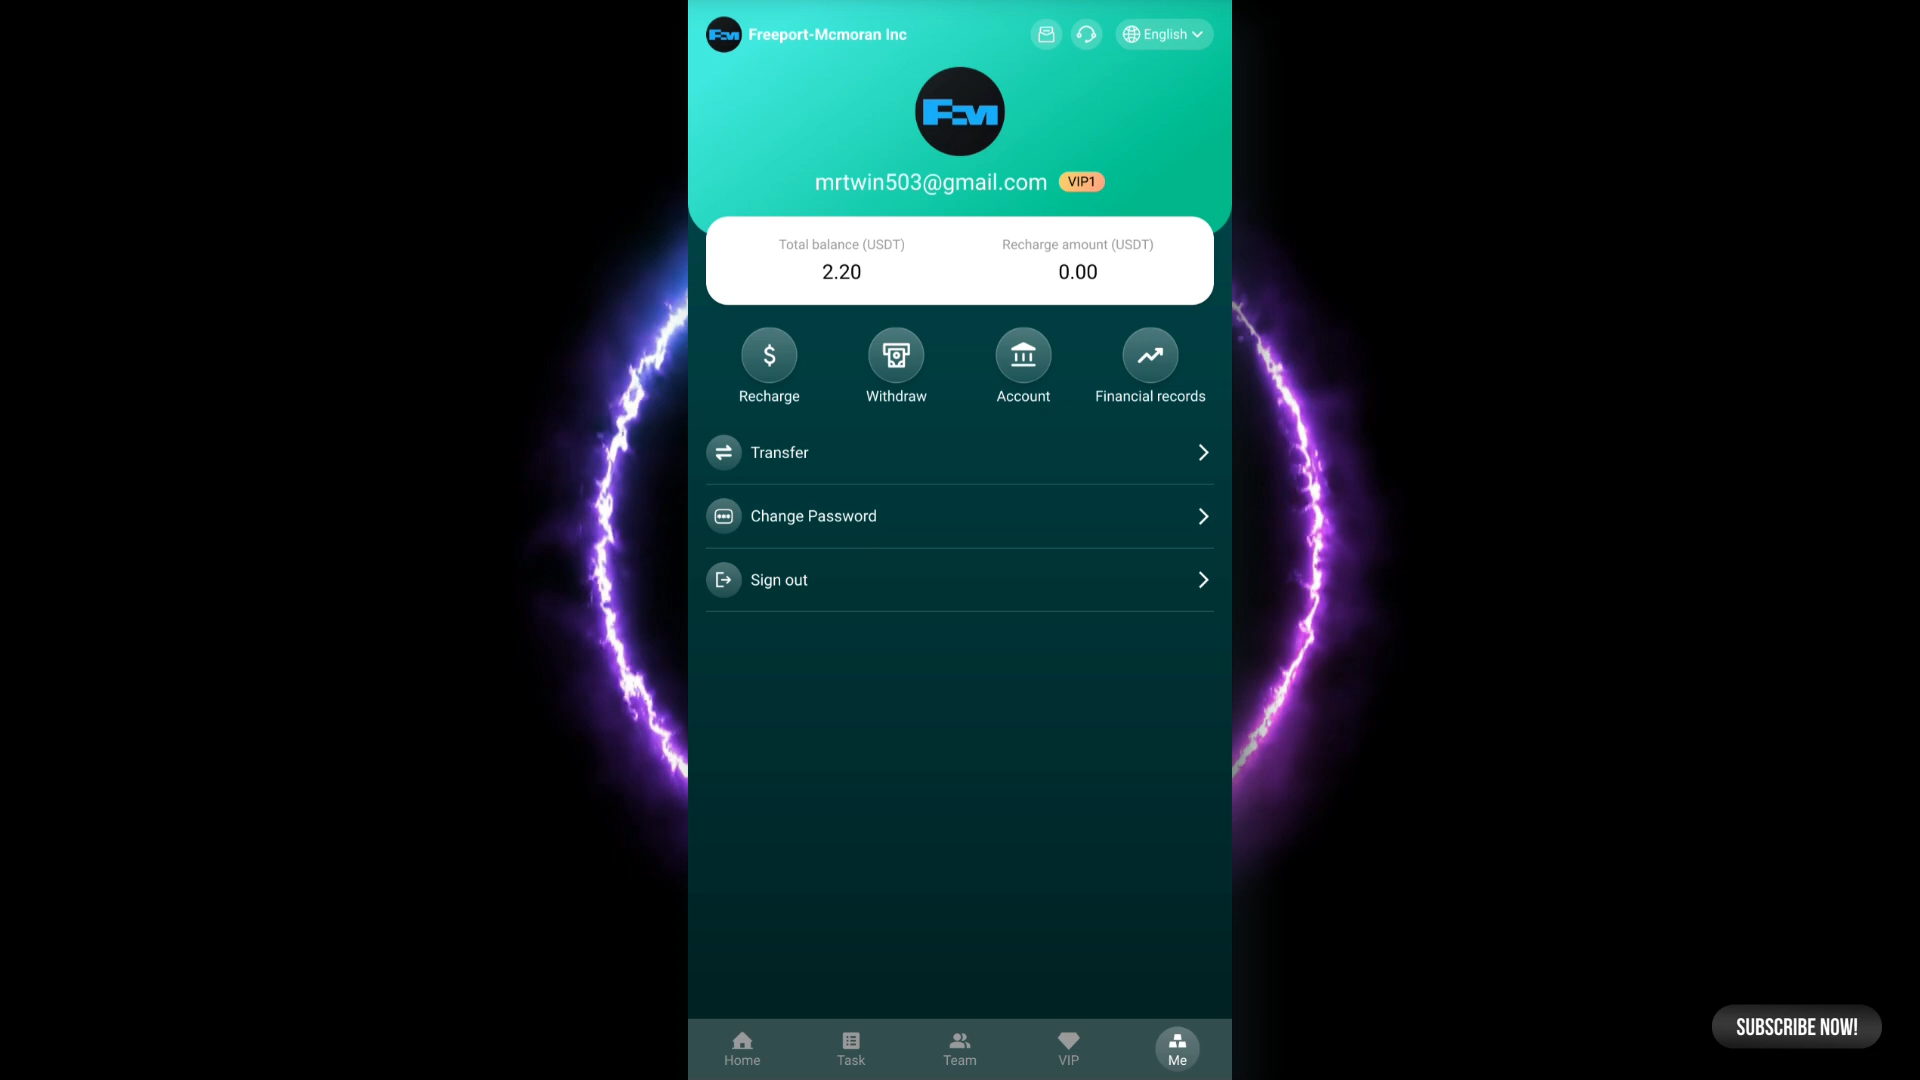 Freeport-Mcmoran Inc
English
FCX
mrtwin503@gmail.com VIP1
Total balance (USDT) Recharge amount (USDT)
2.20 0.00
Recharge Withdraw Account Financial records
Transfer
Change Password
Sign out
Home Task Team VIP Me
SUBSCRIBE NOW!